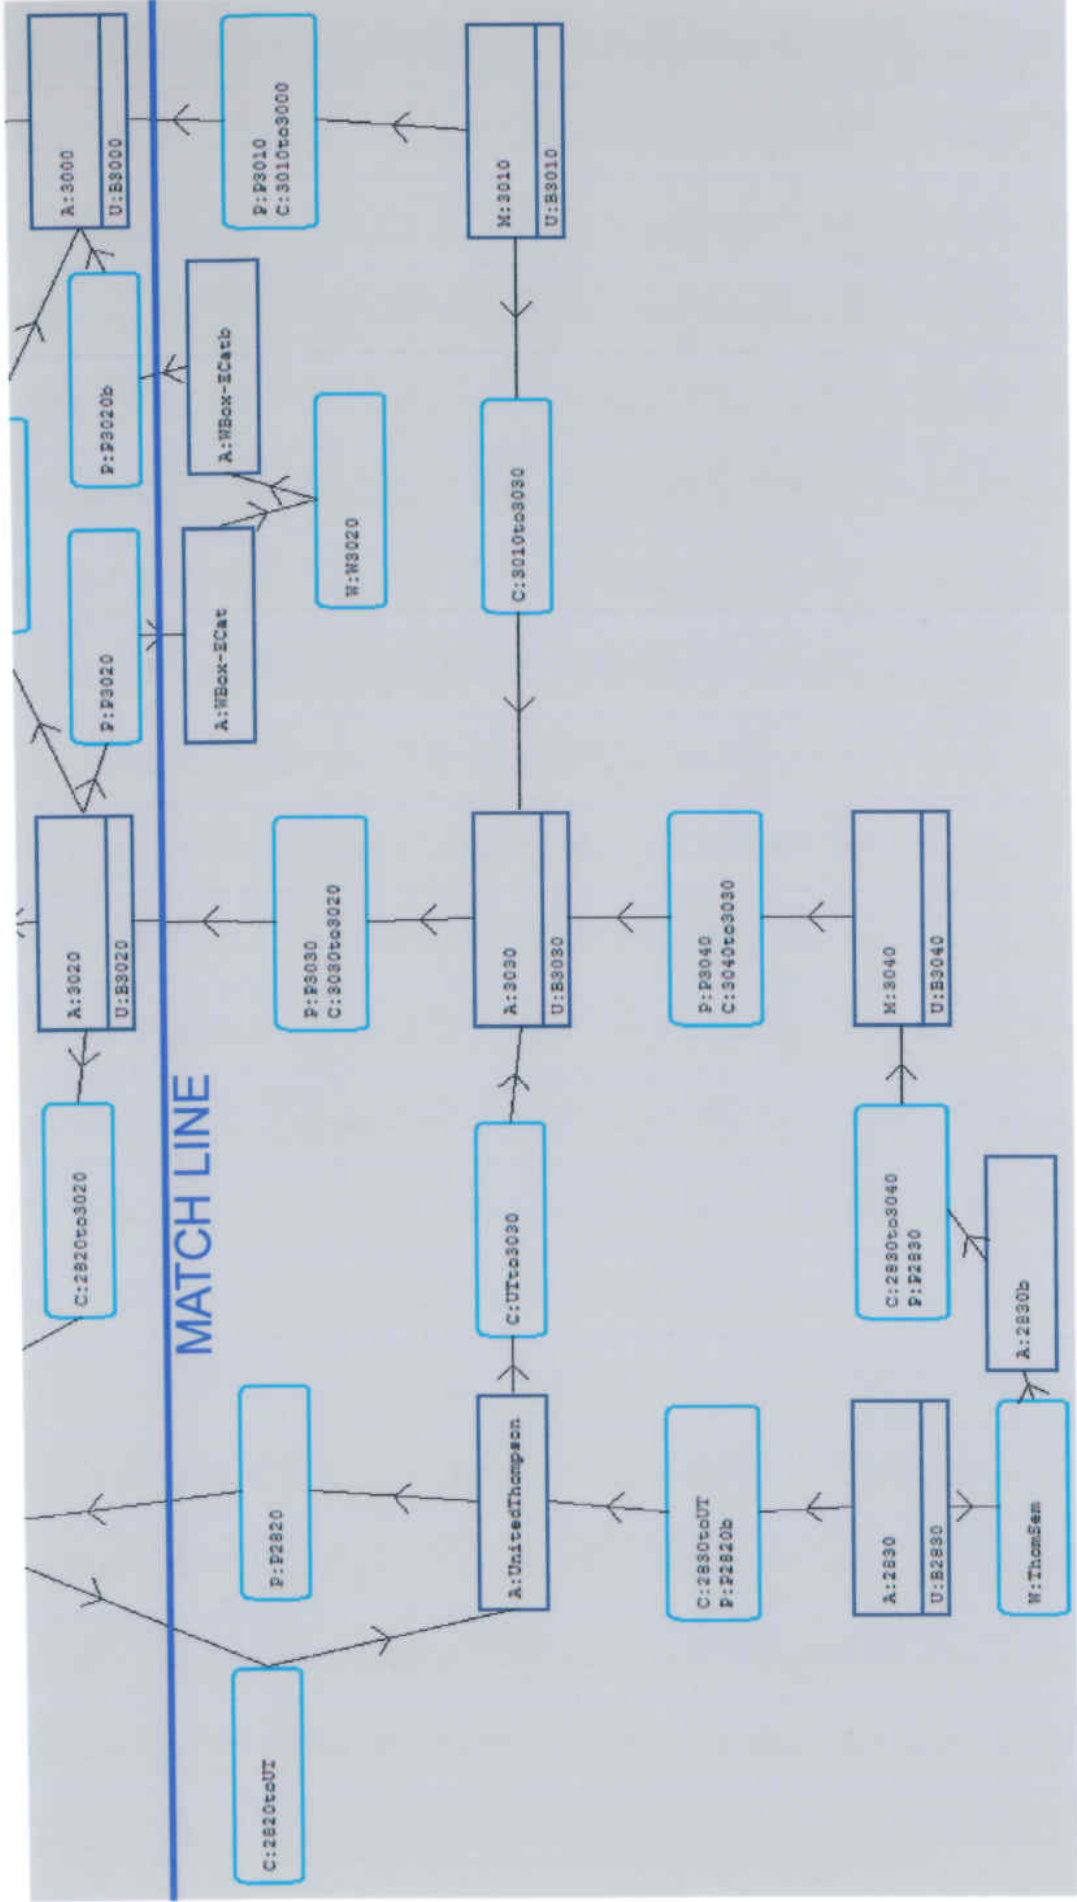 C:2820to3020
A:3020
U:B3020
P:P3020
P:P3020b
A:3000
U:B3000
MATCH LINE
C:2820toUT
P:P2820
P:P3030
C:3030to3020
A:WBox-ECat
A:WBox-ECatb
P:P3010
C:3010to3000
W:W3020
A:UnitedThompson
C:UTto3030
A:3030
U:B3030
C:3010to3030
M:3010
U:B3010
C:2830toUT
P:P2820b
P:P3040
C:3040to3030
A:2830
U:B2830
C:2830to3040
P:P2830
M:3040
U:B3040
W:ThomSem
A:2830b